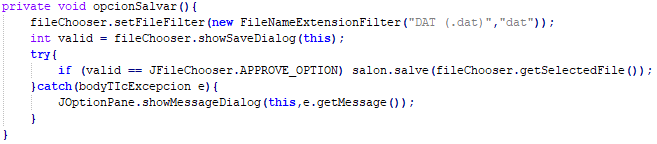 private void opcionSalvar(){
fileChooser.setFileFilter(new FileNameExtensionFilter("DAT (.dat)","dat"));
int valid = fileChooser.showSaveDialog(this);
try{
if (valid == JFileChooser.APPROVE_OPTION) salon.salve(fileChooser.getSelectedFile());
}catch(bodyTIcExcepcion e){
JOptionPane.showMessageDialog(this,e.getMessage());
}
}